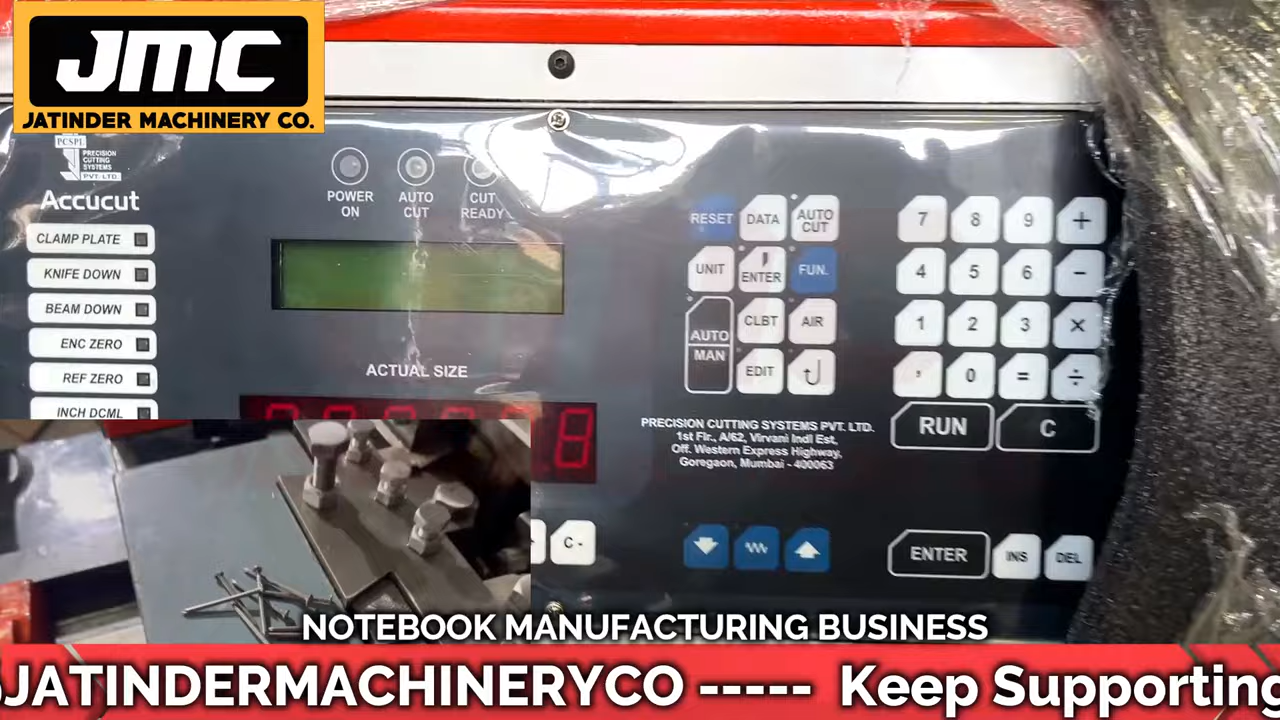 JMC
JATINDER MACHINERY CO.
PCSPL
PRECISION
CUTTING
SYSTEMS
PVT. LTD.
Accucut
CLAMP PLATE
KNIFE DOWN
BEAM DOWN
ENC ZERO
REF ZERO
INCH DCML
POWER
ON
AUTO
CUT
CUT
READY
ACTUAL SIZE
8
C -
RESET DATA AUTO CUT
UNIT ENTER FUN.
AUTO
MAN
CLBT AIR
EDIT
7 8 9 +
4 5 6 -
1 2 3 ×
0 = ÷
RUN C
PRECISION CUTTING SYSTEMS PVT. LTD.
1st Flr., A/62, Virvani Indl Est,
Off. Western Express Highway,
Goregaon, Mumbai - 400063
ENTER INS DEL
NOTEBOOK MANUFACTURING BUSINESS
JATINDERMACHINERYCO ----- Keep Supporting